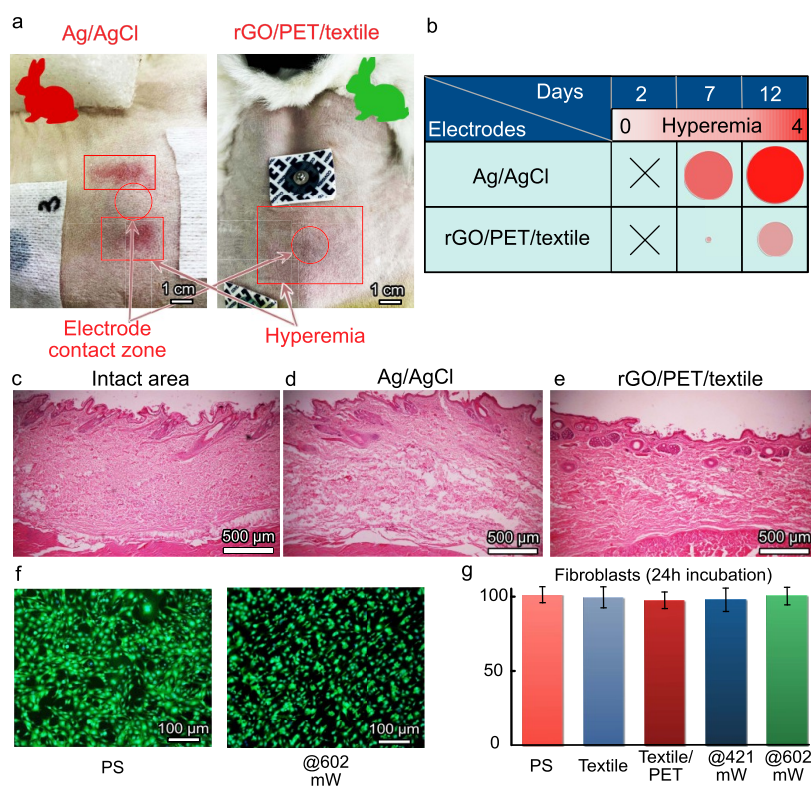 a
Ag/AgCl
rGO/PET/textile
3
1 cm
1 cm
Electrode
contact zone
Hyperemia
b
Days 2 7 12
Electrodes 0 Hyperemia 4
Ag/AgCl
rGO/PET/textile
c Intact area
d Ag/AgCl
e rGO/PET/textile
500 µm
500 µm
500 µm
f
100 µm
100 µm
PS
@602
mW
g
Fibroblasts (24h incubation)
100
50
0
PS
Textile
Textile/
PET
@421
mW
@602
mW